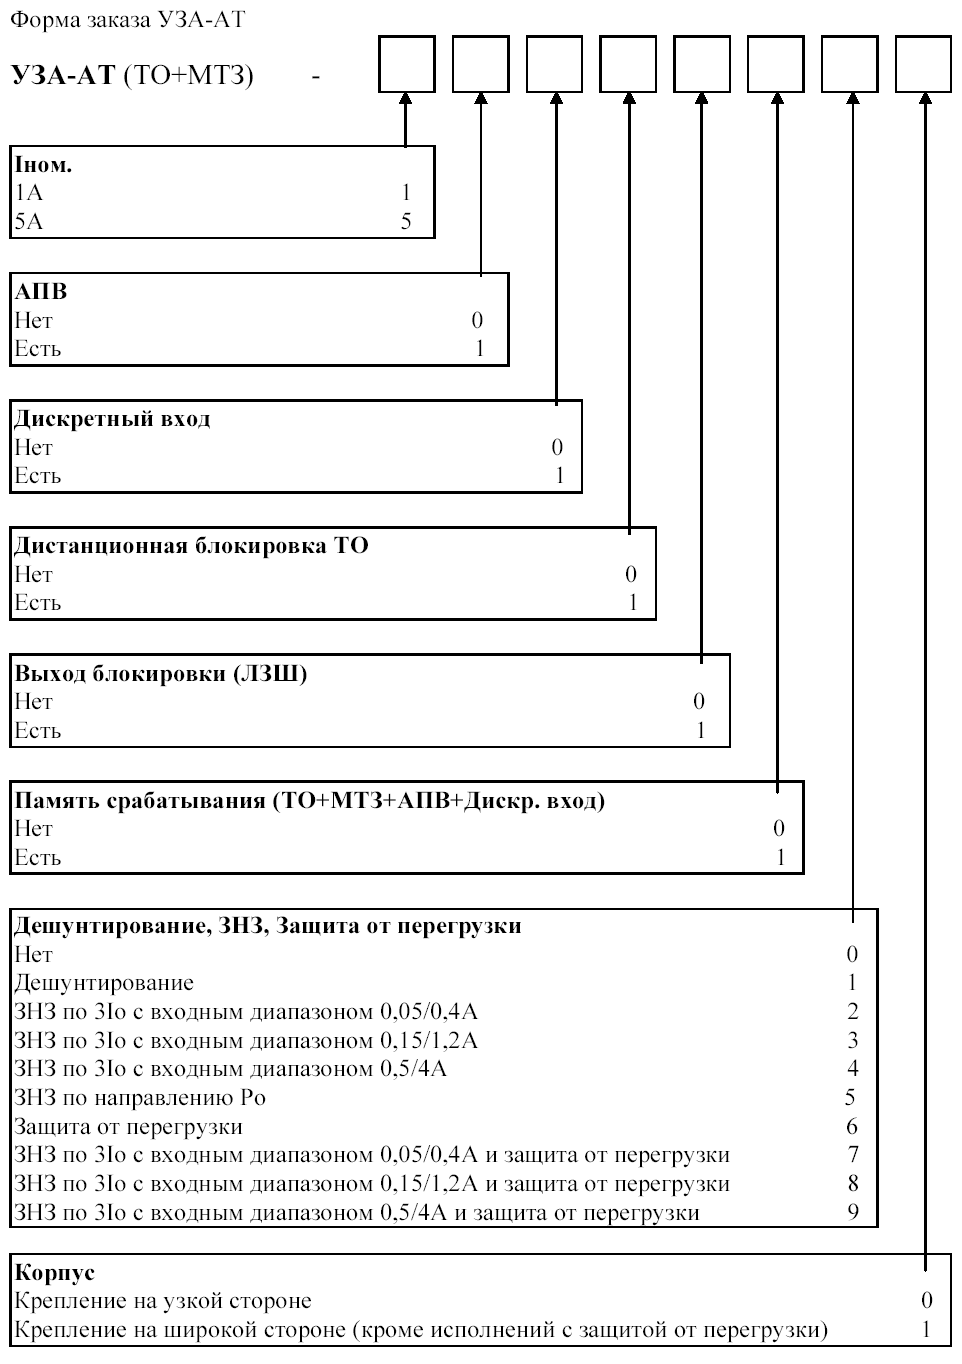 Форма заказа УЗА-АТ
УЗА-АТ (ТО+МТЗ) -
Iном.
1А 1
5А 5
АПВ
Нет 0
Есть 1
Дискретный вход
Нет 0
Есть 1
Дистанционная блокировка ТО
Нет 0
Есть 1
Выход блокировки (ЛЗШ)
Нет 0
Есть 1
Память срабатывания (ТО+МТЗ+АПВ+Дискр. вход)
Нет 0
Есть 1
Дешунтирование, ЗНЗ, Защита от перегрузки
Нет 0
Дешунтирование 1
ЗНЗ по 3Iо с входным диапазоном 0,05/0,4А 2
ЗНЗ по 3Iо с входным диапазоном 0,15/1,2А 3
ЗНЗ по 3Iо с входным диапазоном 0,5/4А 4
ЗНЗ по направлению Ро 5
Защита от перегрузки 6
ЗНЗ по 3Iо с входным диапазоном 0,05/0,4А и защита от перегрузки 7
ЗНЗ по 3Iо с входным диапазоном 0,15/1,2А и защита от перегрузки 8
ЗНЗ по 3Iо с входным диапазоном 0,5/4А и защита от перегрузки 9
Корпус
Крепление на узкой стороне 0
Крепление на широкой стороне (кроме исполнений с защитой от перегрузки) 1